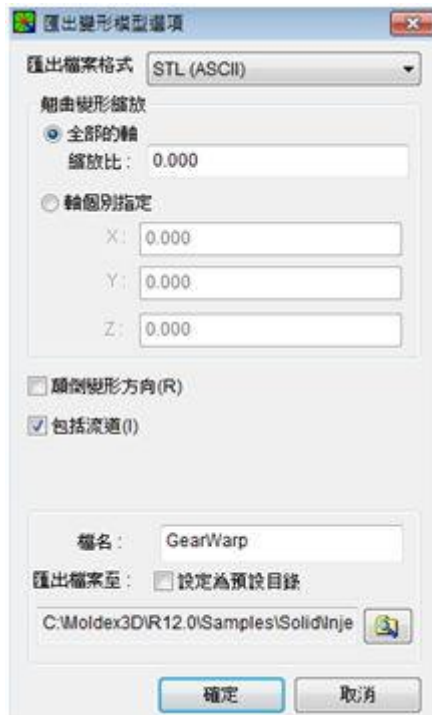 匯出變形模型選項
匯出檔案格式 STL (ASCII)
翹曲變形縮放
全部的軸
縮放比： 0.000
軸個別指定
X： 0.000
Y： 0.000
Z： 0.000
顛倒變形方向(R)
包括流道(I)
檔名： GearWarp
匯出檔案至： 設定為預設目錄
C:\Moldex3D\R12.0\Samples\Solid\Inje
確定 取消